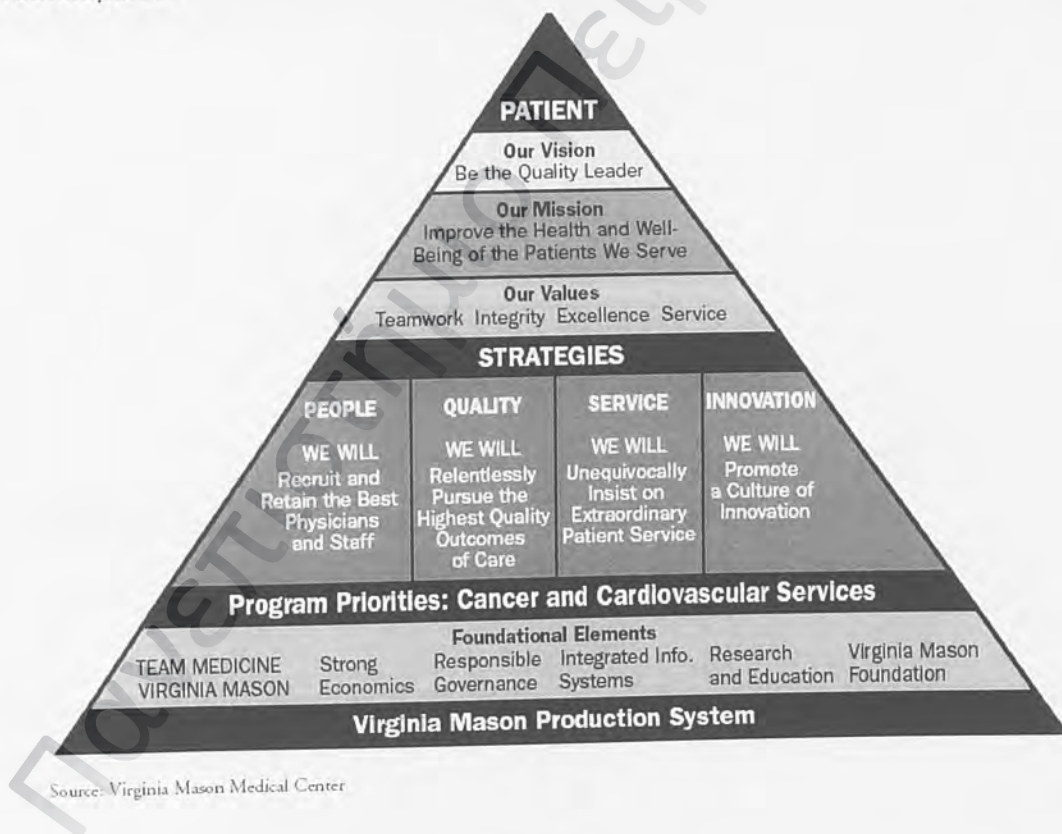 PATIENT
Our Vision
Be the Quality Leader
Our Mission
Improve the Health and Well-
Being of the Patients We Serve
Our Values
Teamwork Integrity Excellence Service
STRATEGIES
PEOPLE
WE WILL
Recruit and
Retain the Best
Physicians
and Staff
QUALITY
WE WILL
Relentlessly
Pursue the
Highest Quality
Outcomes
of Care
SERVICE
WE WILL
Unequivocally
Insist on
Extraordinary
Patient Service
INNOVATION
WE WILL
Promote
a Culture of
Innovation
Program Priorities: Cancer and Cardiovascular Services
Foundational Elements
TEAM MEDICINE
VIRGINIA MASON
Strong
Economics
Responsible
Governance
Integrated Info.
Systems
Research
and Education
Virginia Mason
Foundation
Virginia Mason Production System
Source: Virginia Mason Medical Center
Πανεπιστήμιο